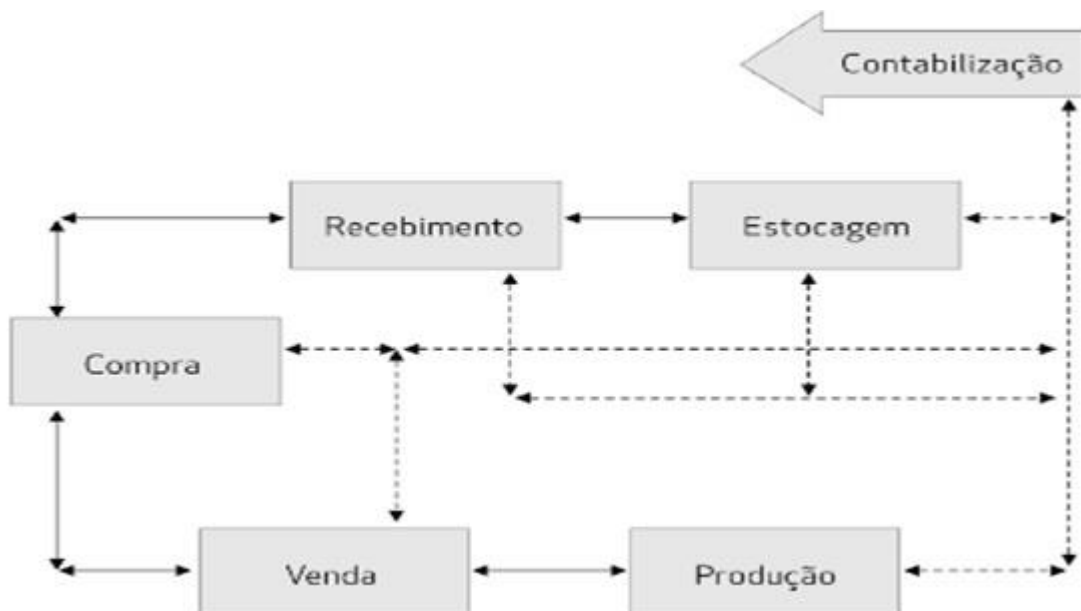 Contabilização
Recebimento
Estocagem
Compra
Venda
Produção